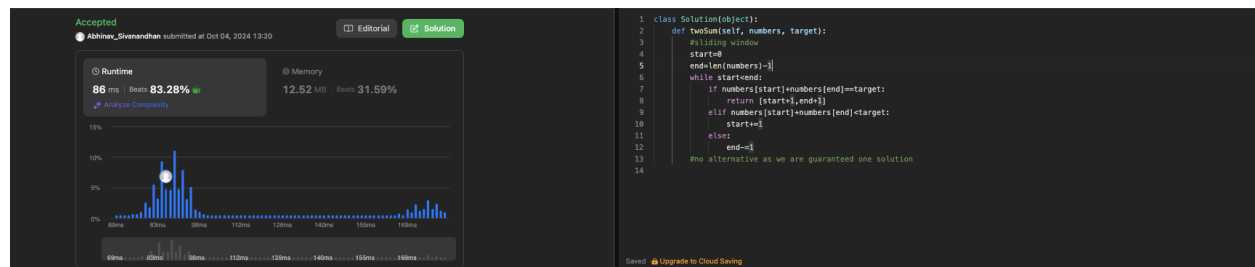 Accepted
Abhinav_Sivanandhan submitted at Oct 04, 2024 13:20
Editorial
Solution
Runtime
86 ms | Beats 83.28%
Analyze Complexity
Memory
12.52 MB | Beats 31.59%
15%
10%
5%
0%
69ms 83ms 98ms 112ms 126ms 140ms 155ms 169ms
69ms 83ms 98ms 112ms 126ms 140ms 155ms 169ms
1 class Solution(object):
2 def twoSum(self, numbers, target):
3 #sliding window
4 start=0
5 end=len(numbers)-1
6 while start<end:
7 if numbers[start]+numbers[end]==target:
8 return [start+1,end+1]
9 elif numbers[start]+numbers[end]<target:
10 start+=1
11 else:
12 end-=1
13 #no alternative as we are guaranteed one solution
14
Saved Upgrade to Cloud Saving